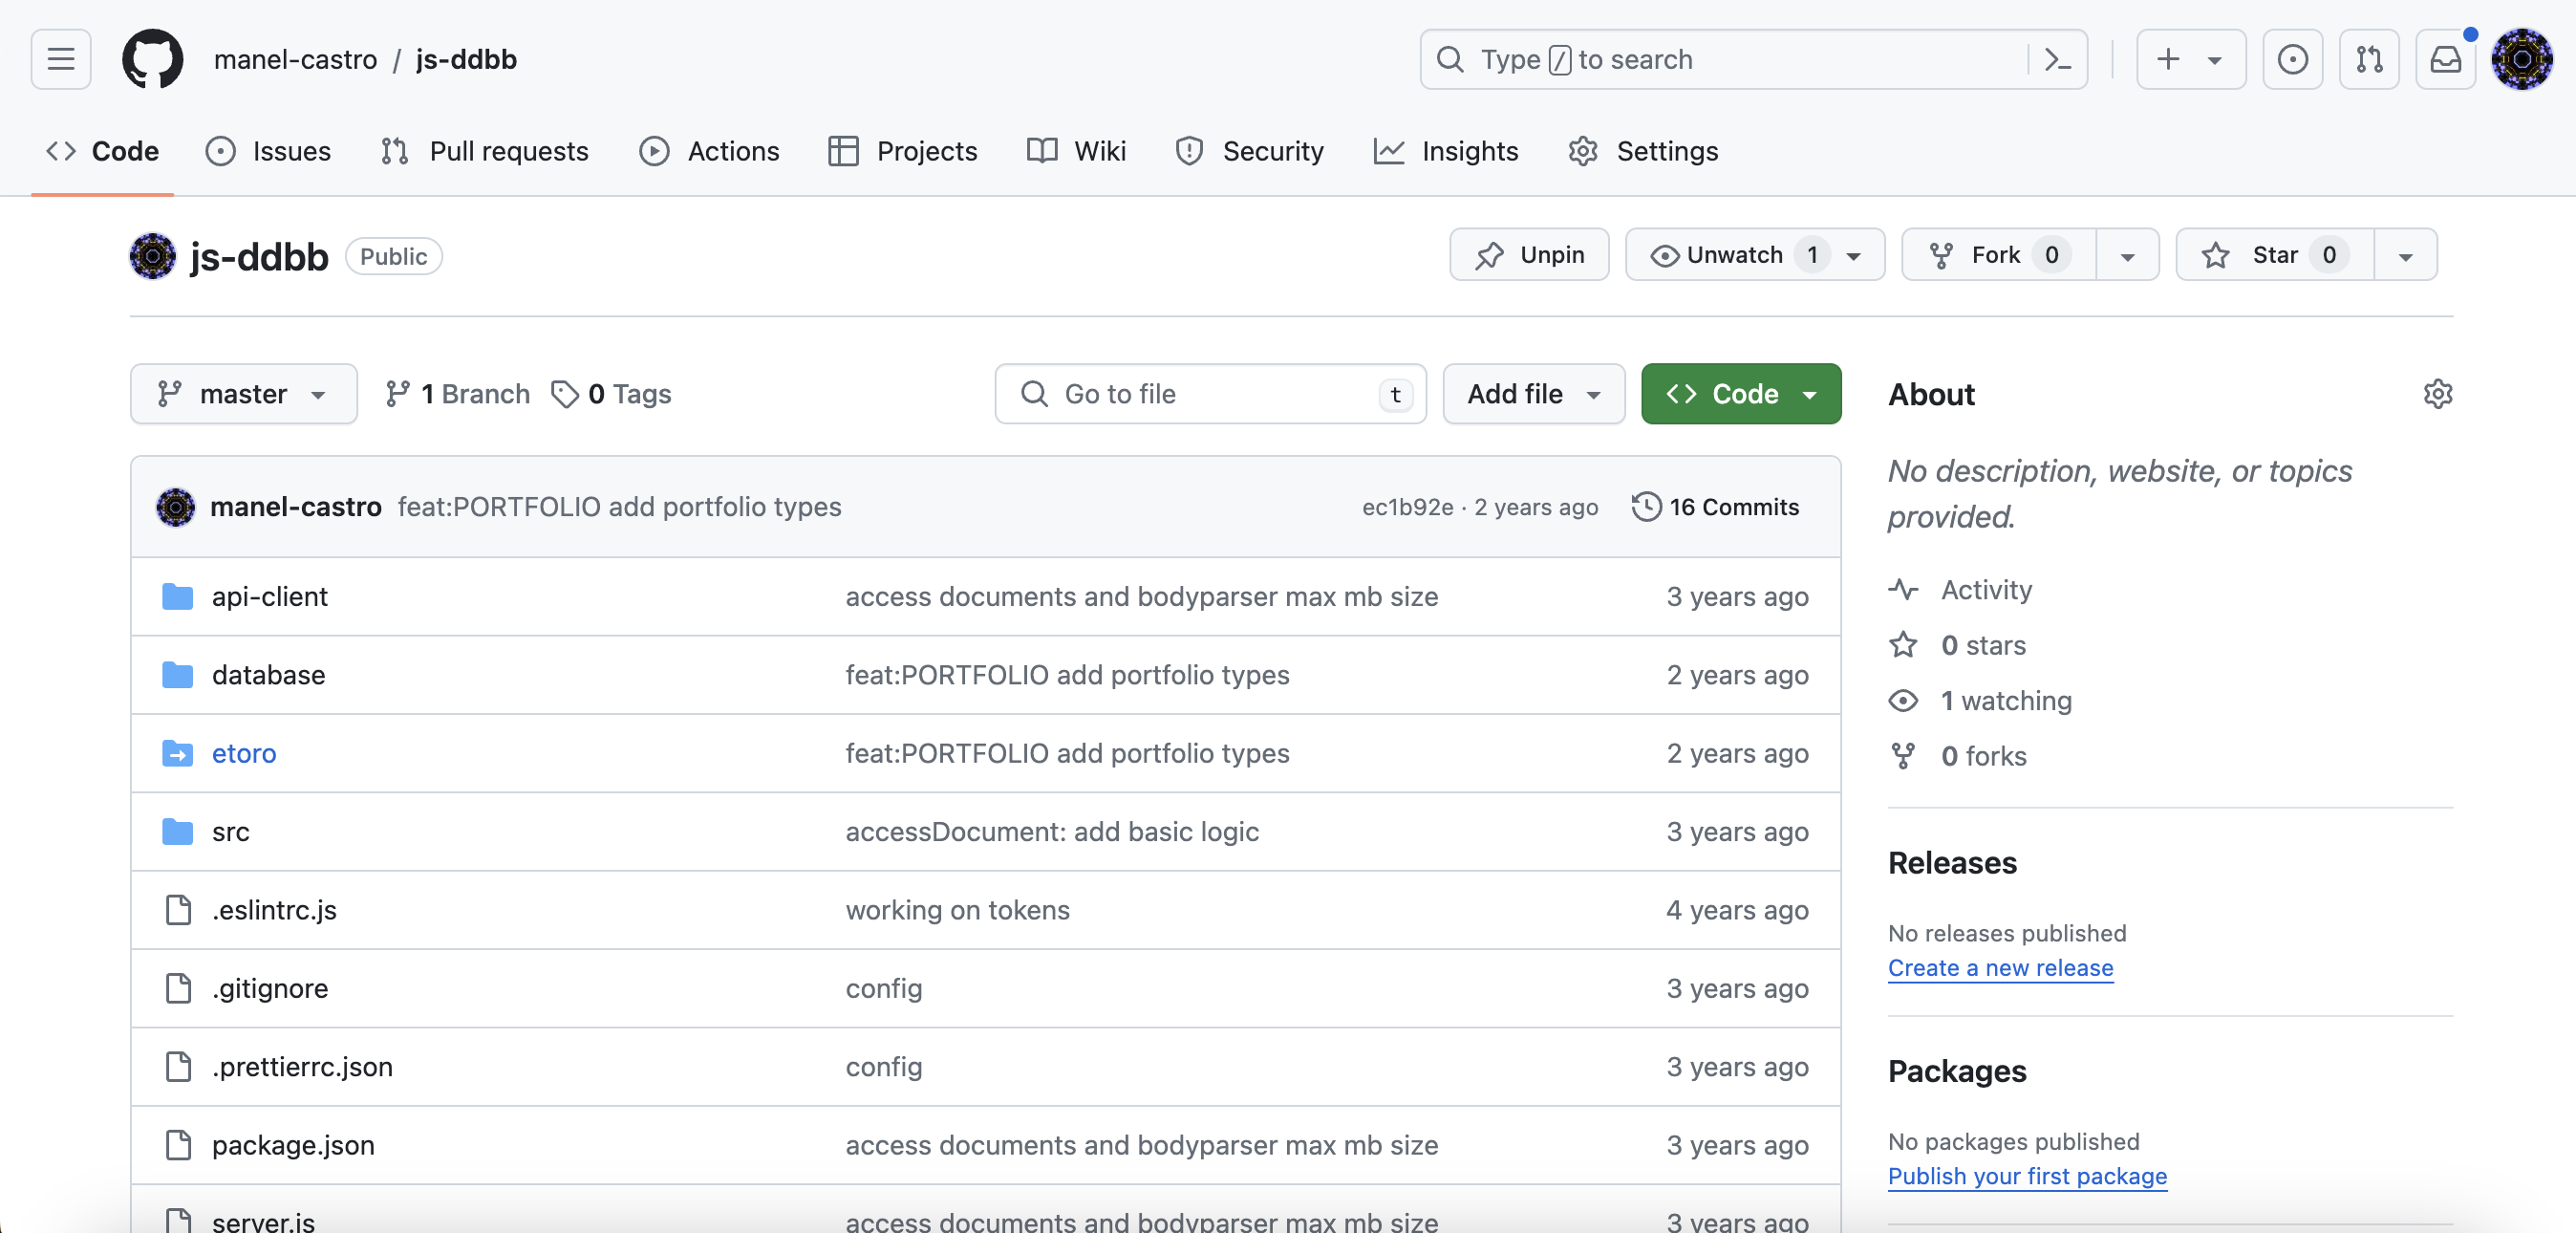 manel-castro / js-ddbb
Type / to search
Code Issues Pull requests Actions Projects Wiki Security Insights Settings
js-ddbb Public
Unpin Unwatch 1 Fork 0 Star 0
master 1 Branch 0 Tags Go to file t Add file Code
manel-castro feat:PORTFOLIO add portfolio types ec1b92e · 2 years ago 16 Commits
api-client access documents and bodyparser max mb size 3 years ago
database feat:PORTFOLIO add portfolio types 2 years ago
etoro feat:PORTFOLIO add portfolio types 2 years ago
src accessDocument: add basic logic 3 years ago
.eslintrc.js working on tokens 4 years ago
.gitignore config 3 years ago
.prettierrc.json config 3 years ago
package.json access documents and bodyparser max mb size 3 years ago
server.js access documents and bodyparser max mb size 3 years ago
About
No description, website, or topics
provided.
Activity
0 stars
1 watching
0 forks
Releases
No releases published
Create a new release
Packages
No packages published
Publish your first package